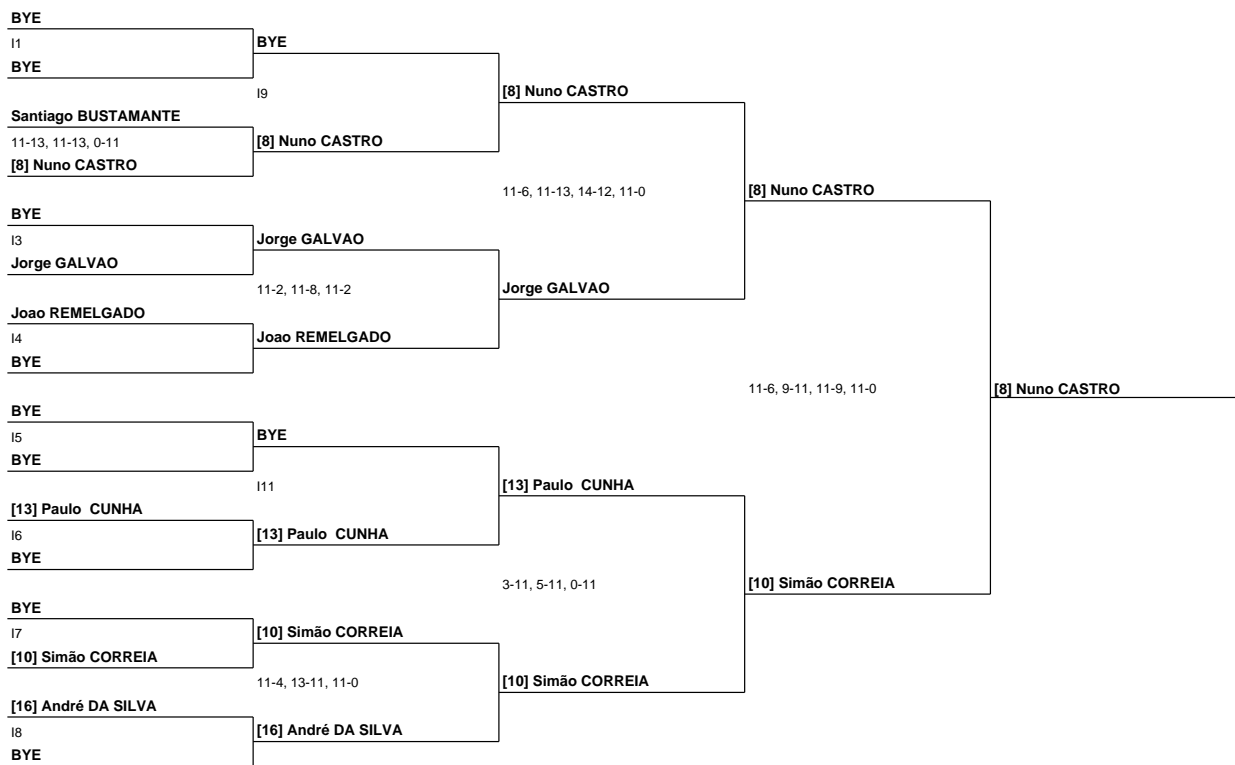 BYE
I1
BYE
BYE
I9
[8] Nuno CASTRO
Santiago BUSTAMANTE
11-13, 11-13, 0-11
[8] Nuno CASTRO
[8] Nuno CASTRO
11-6, 11-13, 14-12, 11-0
[8] Nuno CASTRO
BYE
I3
Jorge GALVAO
Jorge GALVAO
11-2, 11-8, 11-2
Jorge GALVAO
Joao REMELGADO
I4
BYE
Joao REMELGADO
11-6, 9-11, 11-9, 11-0
[8] Nuno CASTRO
BYE
I5
BYE
BYE
I11
[13] Paulo  CUNHA
[13] Paulo  CUNHA
I6
BYE
[13] Paulo  CUNHA
3-11, 5-11, 0-11
[10] Simão CORREIA
BYE
I7
[10] Simão CORREIA
[10] Simão CORREIA
11-4, 13-11, 11-0
[10] Simão CORREIA
[16] André DA SILVA
I8
BYE
[16] André DA SILVA